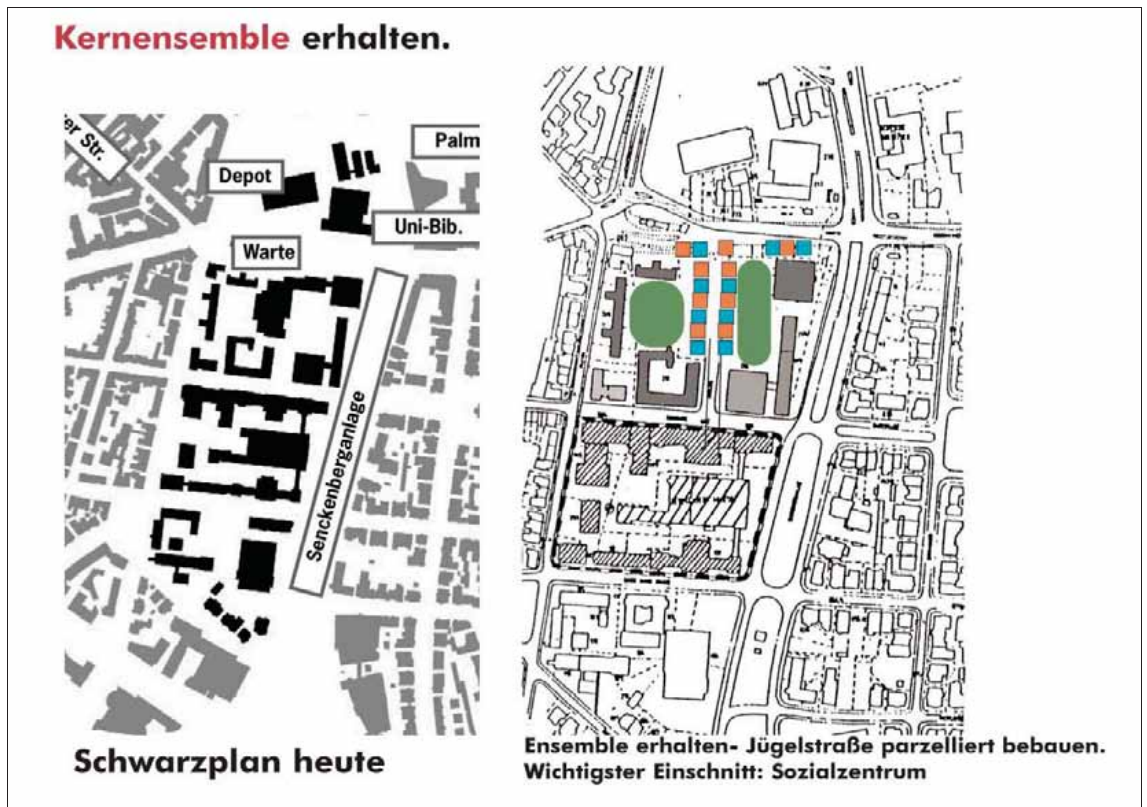 Kernensemble erhalten.
er Str.
Depot
Palm
Uni-Bib.
Warte
Senckenberganlage
Schwarzplan heute
Ensemble erhalten- Jügelstraße parzelliert bebauen.
Wichtigster Einschnitt: Sozialzentrum